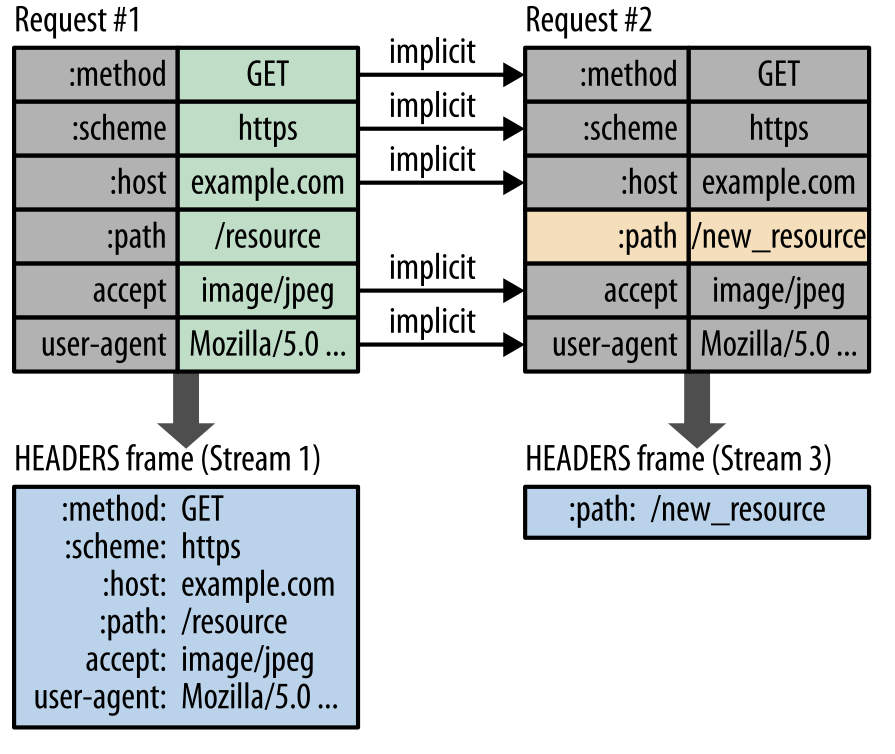 Request #1
:method GET
:scheme https
:host example.com
:path /resource
accept image/jpeg
user-agent Mozilla/5.0 ...
implicit
implicit
implicit
implicit
implicit
Request #2
:method GET
:scheme https
:host example.com
:path /new_resource
accept image/jpeg
user-agent Mozilla/5.0 ...
HEADERS frame (Stream 1)
:method: GET
:scheme: https
:host: example.com
:path: /resource
accept: image/jpeg
user-agent: Mozilla/5.0 ...
HEADERS frame (Stream 3)
:path: /new_resource